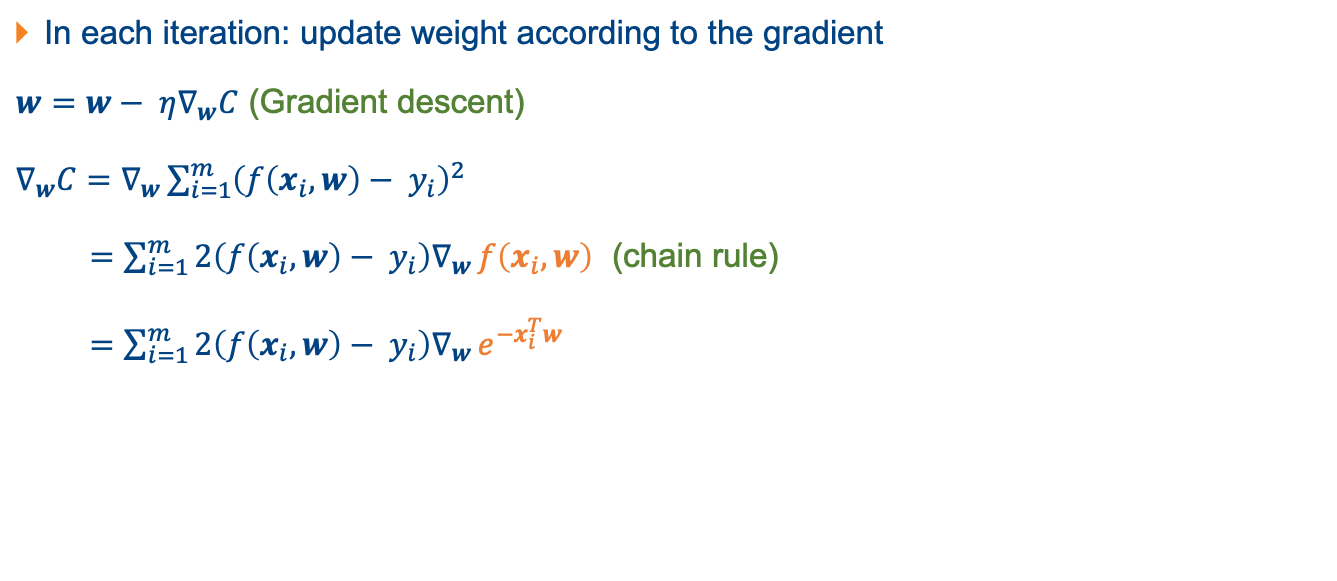 ▸ In each iteration: update weight according to the gradient
𝒘 = 𝒘 − 𝜂∇𝒘𝐶 (Gradient descent)
∇𝒘𝐶 = ∇𝒘 ∑ᵢ₌₁ᵐ(𝑓(𝒙ᵢ, 𝒘) − 𝑦ᵢ)²
= ∑ᵢ₌₁ᵐ 2(𝑓(𝒙ᵢ, 𝒘) − 𝑦ᵢ)∇𝒘 𝑓(𝒙ᵢ, 𝒘) (chain rule)
= ∑ᵢ₌₁ᵐ 2(𝑓(𝒙ᵢ, 𝒘) − 𝑦ᵢ)∇𝒘 𝑒^{−𝒙ᵢᵀ𝒘}